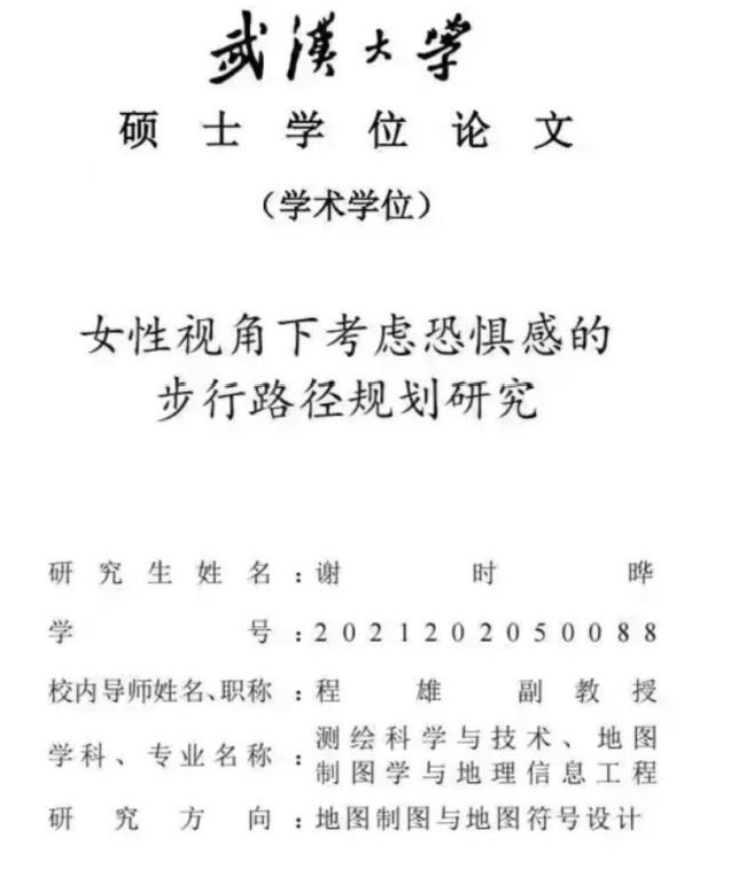 武漢大学
硕士学位论文
（学术学位）
女性视角下考虑恐惧感的
步行路径规划研究
研究生姓名：谢时晔
学号：2021202050088
校内导师姓名、职称：程雄 副教授
学科、专业名称：测绘科学与技术、地图
制图学与地理信息工程
研究方向：地图制图与地图符号设计